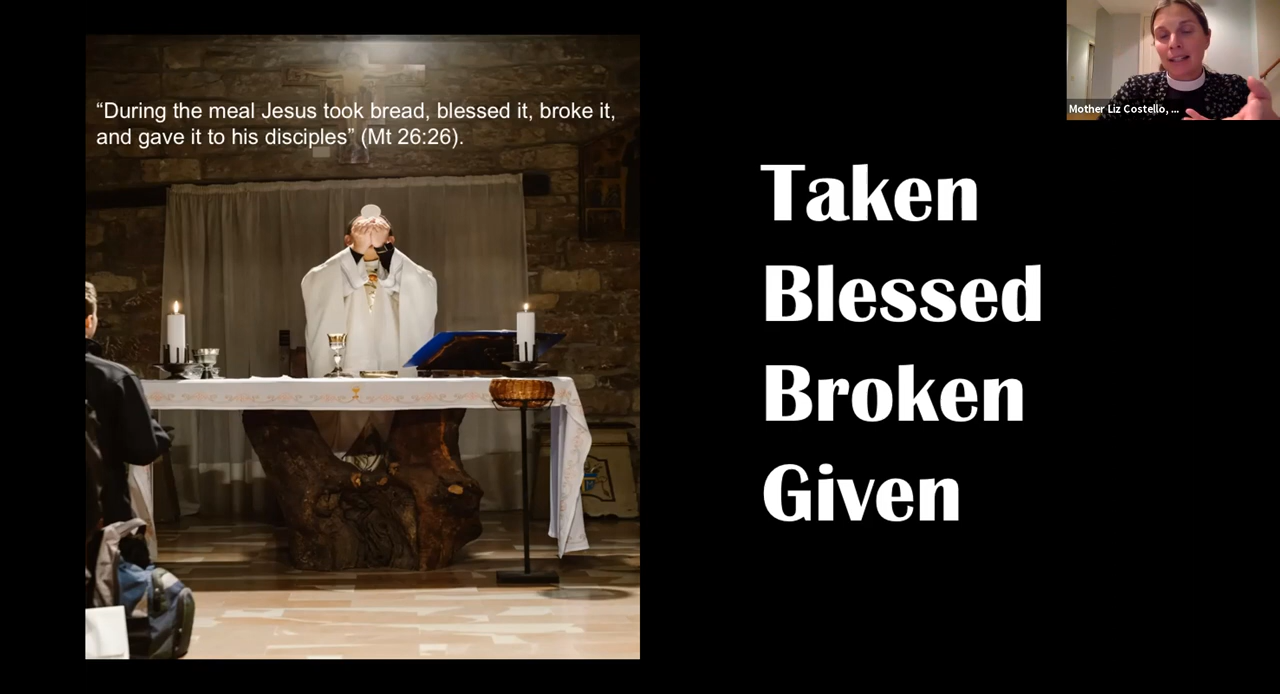 “During the meal Jesus took bread, blessed it, broke it,
and gave it to his disciples” (Mt 26:26).
Mother Liz Costello, ...
Taken
Blessed
Broken
Given